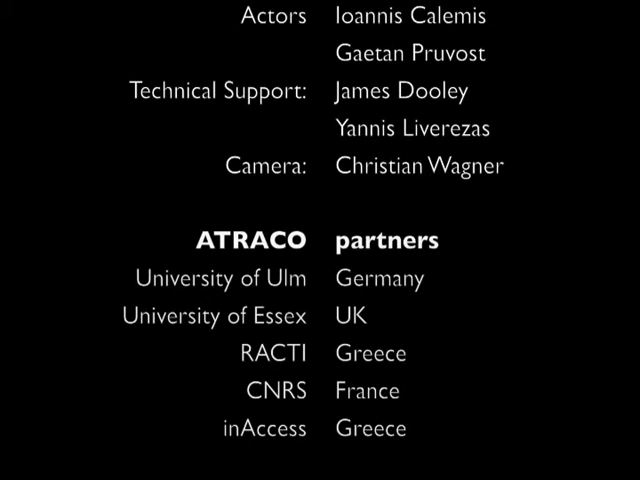 Actors Ioannis Calemis
Gaetan Pruvost
Technical Support: James Dooley
Yannis Liverezas
Camera: Christian Wagner
ATRACO partners
University of Ulm Germany
University of Essex UK
RACTI Greece
CNRS France
inAccess Greece